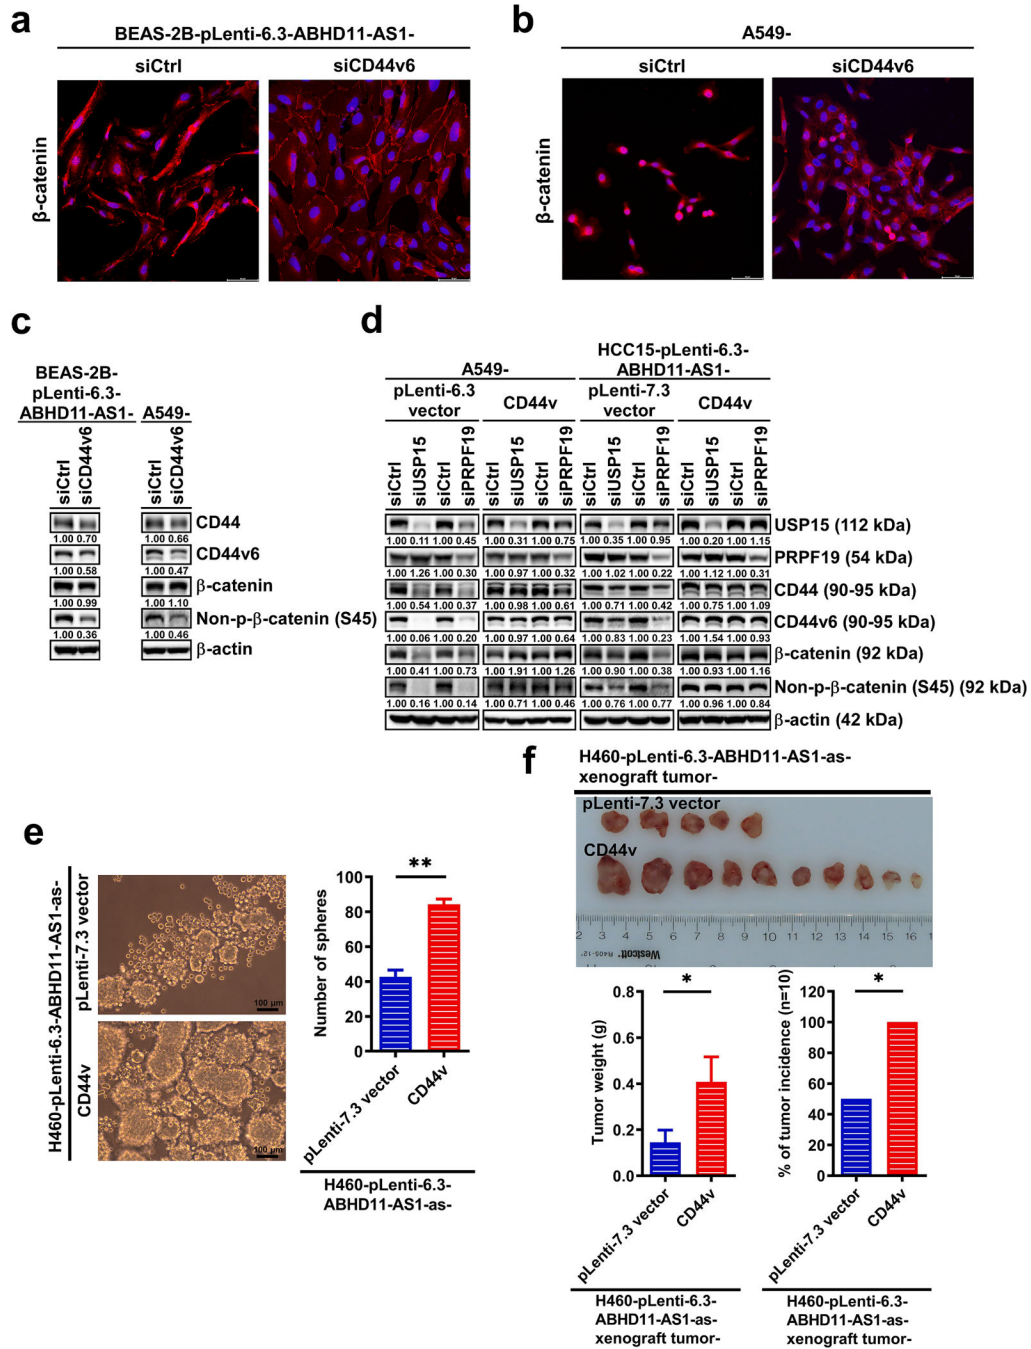 a
BEAS-2B-pLenti-6.3-ABHD11-AS1-
siCtrl
siCD44v6
β-catenin
b
A549-
siCtrl
siCD44v6
β-catenin
c
BEAS-2B-
pLenti-6.3-
ABHD11-AS1-
A549-
siCtrl
siCD44v6
siCtrl
siCD44v6
CD44
1.00 0.70
1.00 0.66
CD44v6
1.00 0.58
1.00 0.47
β-catenin
1.00 0.99
1.00 1.10
Non-p-β-catenin (S45)
1.00 0.36
1.00 0.46
β-actin
d
A549-
HCC15-pLenti-6.3-
ABHD11-AS1-
pLenti-6.3
vector
CD44v
pLenti-7.3
vector
CD44v
siCtrl
siUSP15
siCtrl
siPRPF19
siCtrl
siUSP15
siCtrl
siPRPF19
siCtrl
siUSP15
siCtrl
siPRPF19
siCtrl
siUSP15
siCtrl
siPRPF19
USP15 (112 kDa)
1.00 0.11 1.00 0.45
1.00 0.31 1.00 0.75
1.00 0.35 1.00 0.95
1.00 0.20 1.00 1.15
PRPF19 (54 kDa)
1.00 1.26 1.00 0.30
1.00 0.97 1.00 0.32
1.00 1.02 1.00 0.22
1.00 1.12 1.00 0.31
CD44 (90-95 kDa)
1.00 0.54 1.00 0.37
1.00 0.98 1.00 0.61
1.00 0.71 1.00 0.42
1.00 0.75 1.00 1.09
CD44v6 (90-95 kDa)
1.00 0.06 1.00 0.20
1.00 0.97 1.00 0.64
1.00 0.83 1.00 0.23
1.00 1.54 1.00 0.93
β-catenin (92 kDa)
1.00 0.41 1.00 0.73
1.00 1.91 1.00 1.26
1.00 0.90 1.00 0.38
1.00 0.93 1.00 1.16
Non-p-β-catenin (S45) (92 kDa)
1.00 0.16 1.00 0.14
1.00 0.71 1.00 0.46
1.00 0.76 1.00 0.77
1.00 0.96 1.00 0.84
β-actin (42 kDa)
e
H460-pLenti-6.3-ABHD11-AS1-as-
pLenti-7.3 vector
CD44v
100 μm
100 μm
**
Number of spheres
100
80
60
40
20
0
pLenti-7.3 vector
CD44v
H460-pLenti-6.3-
ABHD11-AS1-as-
f
H460-pLenti-6.3-ABHD11-AS1-as-
xenograft tumor-
pLenti-7.3 vector
CD44v
2 3 4 5 6 7 8 9 10 11 12 13 14 15 16 1
Westcott R405-12"
*
Tumor weight (g)
0.8
0.6
0.4
0.2
0.0
pLenti-7.3 vector
CD44v
H460-pLenti-6.3-
ABHD11-AS1-as-
xenograft tumor-
*
% of tumor incidence (n=10)
120
100
80
60
40
20
0
pLenti-7.3 vector
CD44v
H460-pLenti-6.3-
ABHD11-AS1-as-
xenograft tumor-